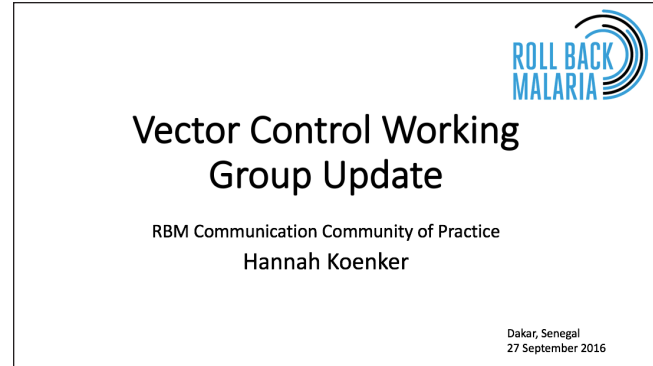 ROLL BACK
MALARIA
Vector Control Working
Group Update
RBM Communication Community of Practice
Hannah Koenker
Dakar, Senegal
27 September 2016